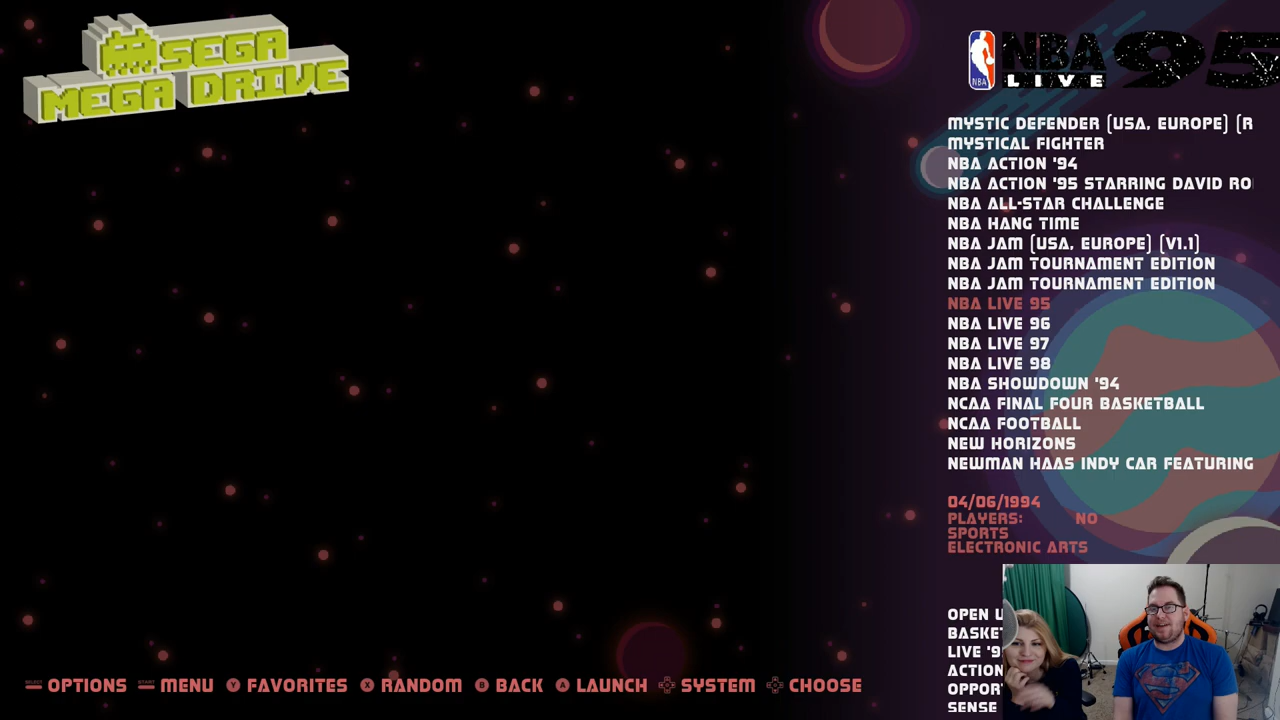 SEGA
MEGA DRIVE
NBA
NBA 95
LIVE
MYSTIC DEFENDER (USA, EUROPE) (R
MYSTICAL FIGHTER
NBA ACTION '94
NBA ACTION '95 STARRING DAVID RO
NBA ALL-STAR CHALLENGE
NBA HANG TIME
NBA JAM (USA, EUROPE) (V1.1)
NBA JAM TOURNAMENT EDITION
NBA JAM TOURNAMENT EDITION
NBA LIVE 95
NBA LIVE 96
NBA LIVE 97
NBA LIVE 98
NBA SHOWDOWN '94
NCAA FINAL FOUR BASKETBALL
NCAA FOOTBALL
NEW HORIZONS
NEWMAN HAAS INDY CAR FEATURING
04/06/1994
PLAYERS: NO
SPORTS
ELECTRONIC ARTS
OPEN U
BASKET
LIVE '9
ACTION
OPPOR
SENSE
SELECT OPTIONS START MENU Y FAVORITES X RANDOM B BACK A LAUNCH SYSTEM CHOOSE